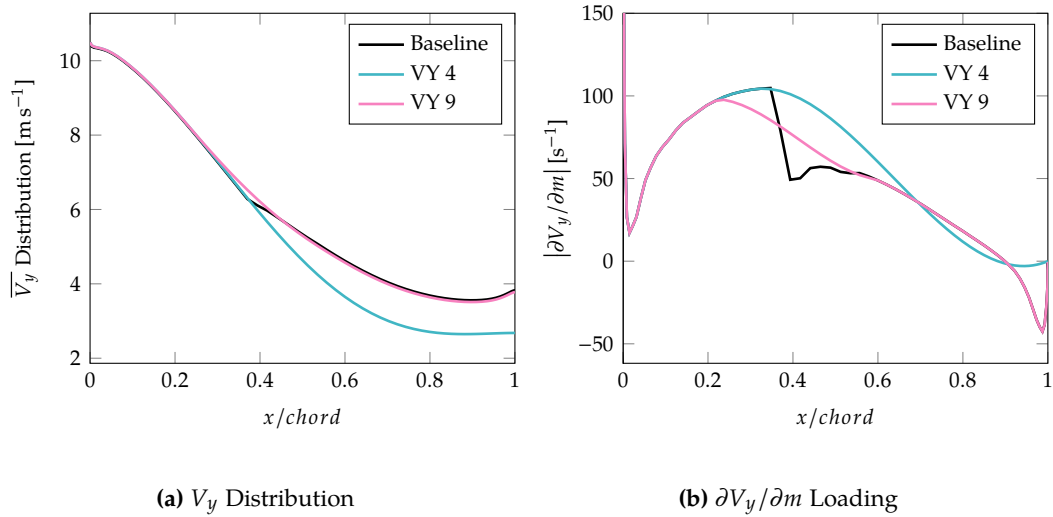 Baseline
VY 4
VY 9
10
8
6
4
2
0
0.2
0.4
0.6
0.8
1
x/chord
V̅y̅ Distribution [m s⁻¹]
(a) Vy Distribution
Baseline
VY 4
VY 9
150
100
50
0
−50
0
0.2
0.4
0.6
0.8
1
x/chord
|∂Vy/∂m| [s⁻¹]
(b) ∂Vy/∂m Loading